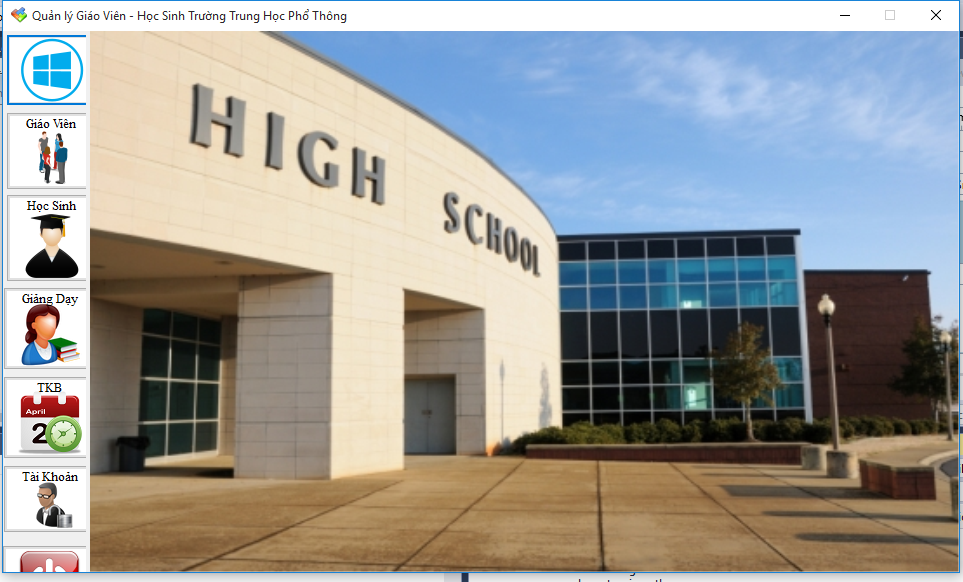 Quản lý Giáo Viên - Học Sinh Trường Trung Học Phổ Thông
Giáo Viên
Học Sinh
Giảng Dạy
TKB
April
2
Tài Khoản
HIGH SCHOOL